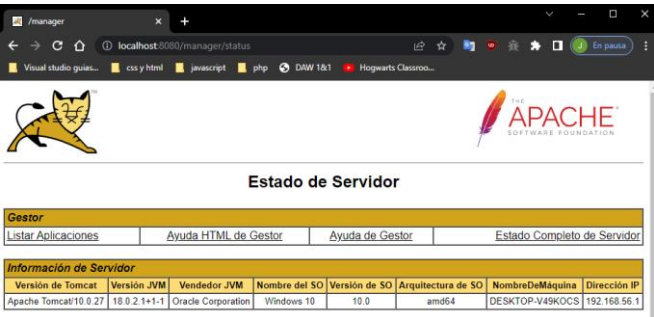 /manager
localhost:8080/manager/status
En pausa
Visual studio guias... css y html javascript php DAW 1&1 Hogwarts Classroo...
THE
APACHE
SOFTWARE FOUNDATION
Estado de Servidor
Gestor
Listar Aplicaciones Ayuda HTML de Gestor Ayuda de Gestor Estado Completo de Servidor
Información de Servidor
Versión de Tomcat Versión JVM Vendedor JVM Nombre del SO Versión de SO Arquitectura de SO NombreDeMáquina Dirección IP
Apache Tomcat/10.0.27 18.0.2.1+1-1 Oracle Corporation Windows 10 10.0 amd64 DESKTOP-V49KOCS 192.168.56.1